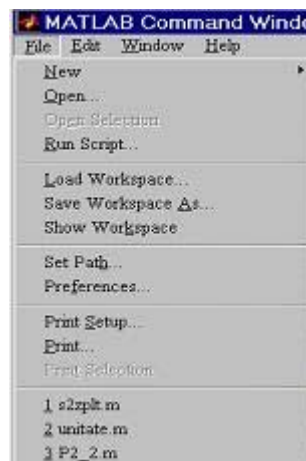 MATLAB Command Wind
File Edit Window Help
New
Open...
Open Selection
Run Script...
Load Workspace...
Save Workspace As...
Show Workspace
Set Path...
Preferences...
Print Setup...
Print...
Print Selection
1 s2zplt.m
2 unitate.m
3 P2_2.m